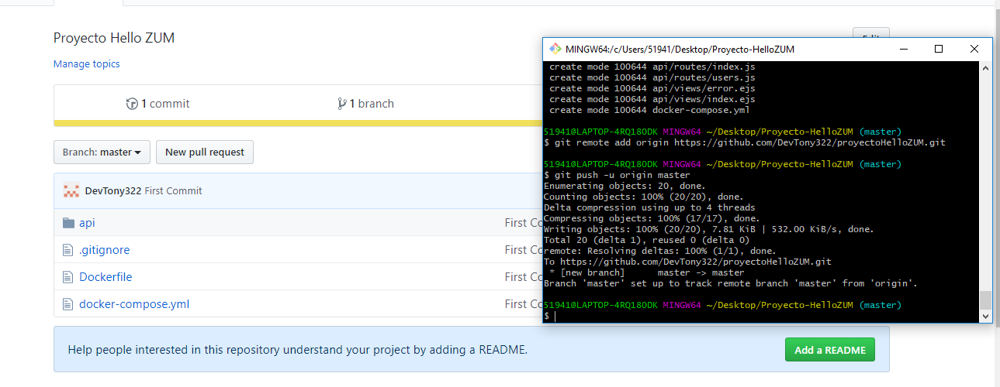 Proyecto Hello ZUM
Manage topics
1 commit
1 branch
Branch: master
New pull request
DevTony322 First Commit
api
First Co
.gitignore
First Co
Dockerfile
First Co
docker-compose.yml
First Co
Help people interested in this repository understand your project by adding a README.
Add a README
MINGW64:/c/Users/51941/Desktop/Proyecto-HelloZUM
create mode 100644 api/routes/index.js
create mode 100644 api/routes/users.js
create mode 100644 api/views/error.ejs
create mode 100644 api/views/index.ejs
create mode 100644 docker-compose.yml
51941@LAPTOP-4RQ18ODK MINGW64 ~/Desktop/Proyecto-HelloZUM (master)
$ git remote add origin https://github.com/DevTony322/proyectoHelloZUM.git
51941@LAPTOP-4RQ18ODK MINGW64 ~/Desktop/Proyecto-HelloZUM (master)
$ git push -u origin master
Enumerating objects: 20, done.
Counting objects: 100% (20/20), done.
Delta compression using up to 4 threads
Compressing objects: 100% (17/17), done.
Writing objects: 100% (20/20), 7.81 KiB | 532.00 KiB/s, done.
Total 20 (delta 1), reused 0 (delta 0)
remote: Resolving deltas: 100% (1/1), done.
To https://github.com/DevTony322/proyectoHelloZUM.git
* [new branch]      master -> master
Branch 'master' set up to track remote branch 'master' from 'origin'.
51941@LAPTOP-4RQ18ODK MINGW64 ~/Desktop/Proyecto-HelloZUM (master)
$